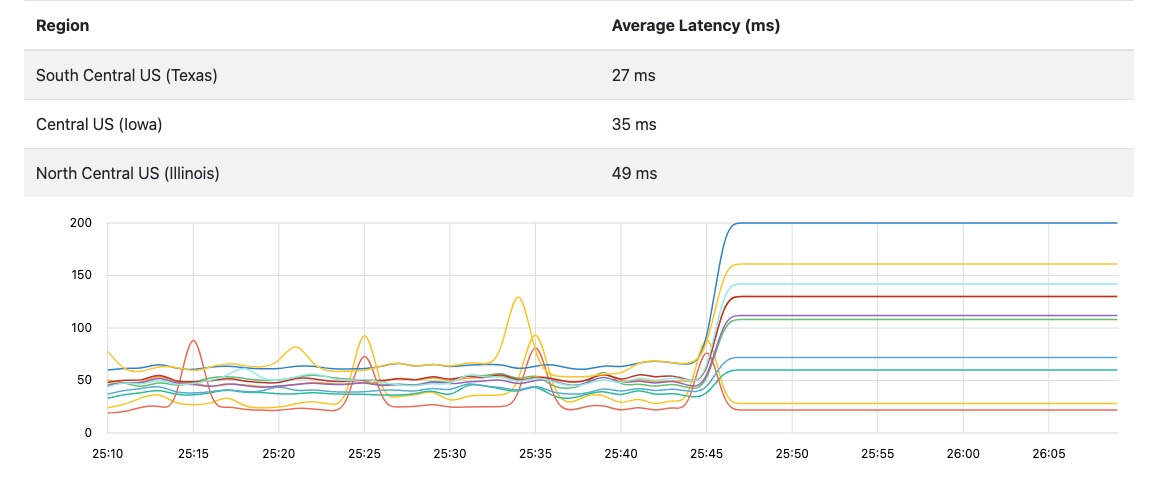 Region Average Latency (ms)
South Central US (Texas) 27 ms
Central US (Iowa) 35 ms
North Central US (Illinois) 49 ms
200
150
100
50
0
25:10 25:15 25:20 25:25 25:30 25:35 25:40 25:45 25:50 25:55 26:00 26:05